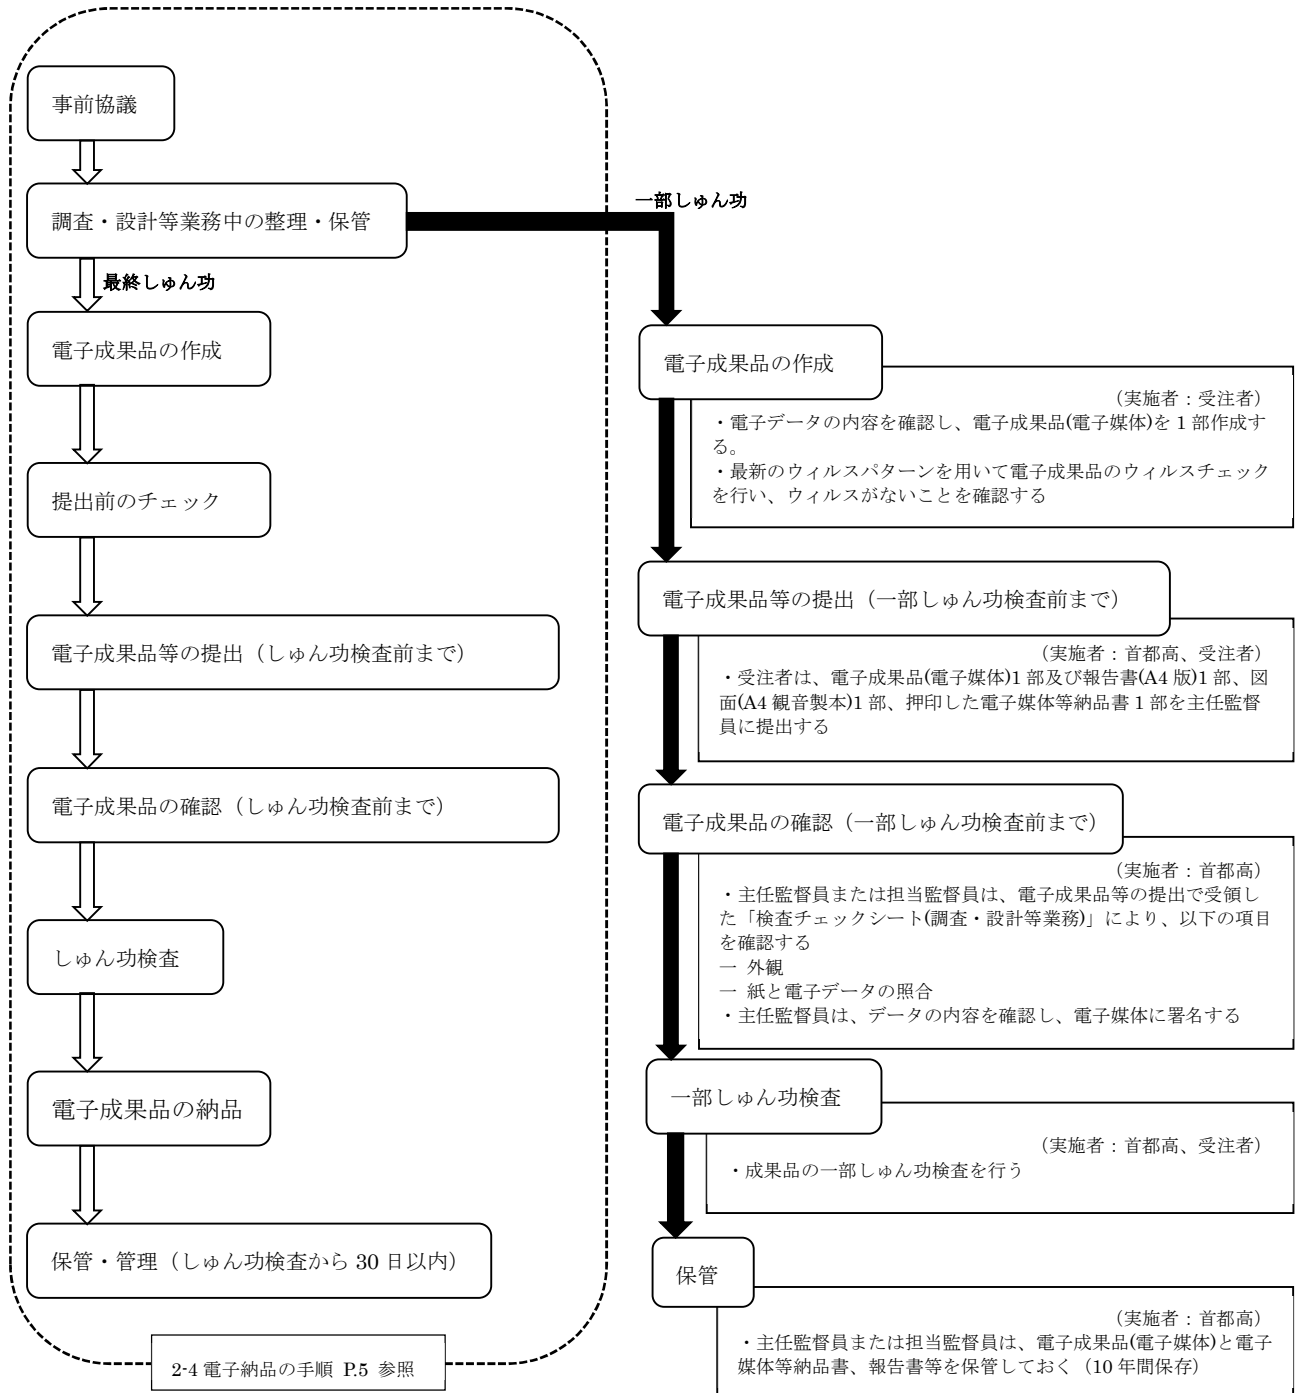 事前協議
調査・設計等業務中の整理・保管
最終しゅん功
電子成果品の作成
提出前のチェック
電子成果品等の提出（しゅん功検査前まで）
電子成果品の確認（しゅん功検査前まで）
しゅん功検査
電子成果品の納品
保管・管理（しゅん功検査から 30 日以内）
2-4 電子納品の手順 P.5 参照
一部しゅん功
電子成果品の作成
（実施者：受注者）
・電子データの内容を確認し、電子成果品(電子媒体)を 1 部作成す
る。
・最新のウィルスパターンを用いて電子成果品のウィルスチェック
を行い、ウィルスがないことを確認する
電子成果品等の提出（一部しゅん功検査前まで）
（実施者：首都高、受注者）
・受注者は、電子成果品(電子媒体)1 部及び報告書(A4 版)1 部、図
面(A4 観音製本)1 部、押印した電子媒体等納品書 1 部を主任監督
員に提出する
電子成果品の確認（一部しゅん功検査前まで）
（実施者：首都高）
・主任監督員または担当監督員は、電子成果品等の提出で受領し
た「検査チェックシート(調査・設計等業務)」により、以下の項目
を確認する
― 外観
― 紙と電子データの照合
・主任監督員は、データの内容を確認し、電子媒体に署名する
一部しゅん功検査
（実施者：首都高、受注者）
・成果品の一部しゅん功検査を行う
保管
（実施者：首都高）
・主任監督員または担当監督員は、電子成果品(電子媒体)と電子
媒体等納品書、報告書等を保管しておく（10 年間保存）